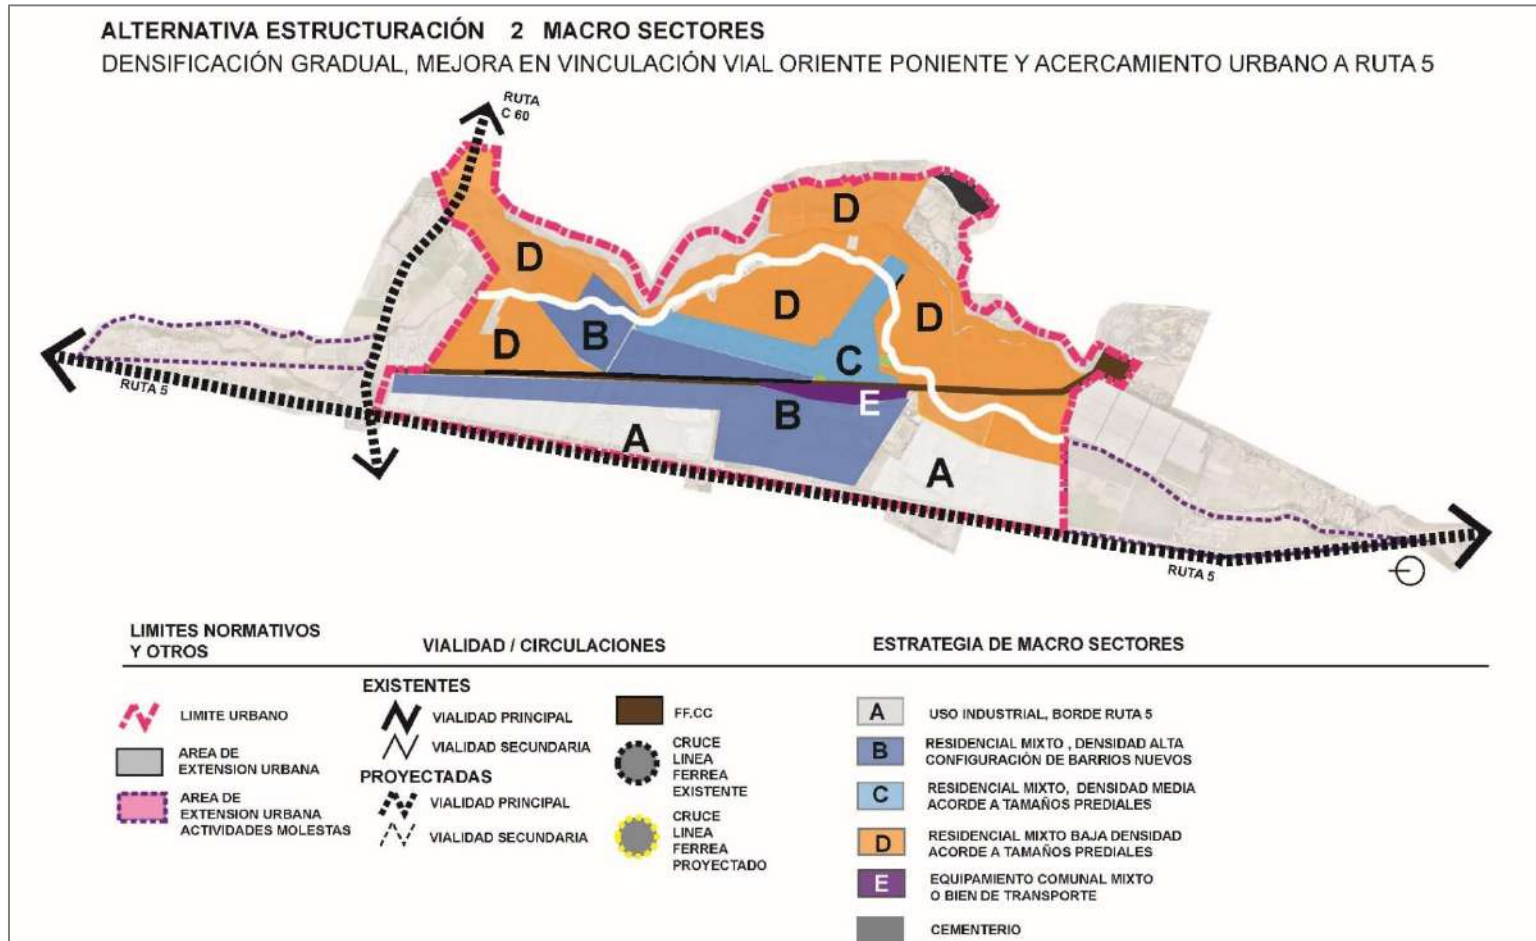 ALTERNATIVA ESTRUCTURACIÓN 2 MACRO SECTORES
DENSIFICACIÓN GRADUAL, MEJORA EN VINCULACIÓN VIAL ORIENTE PONIENTE Y ACERCAMIENTO URBANO A RUTA 5
RUTA
C 60
D
D
D
B
D
D
C
RUTA 5
B
E
A
A
RUTA 5
LIMITES NORMATIVOS
Y OTROS
LIMITE URBANO
AREA DE
EXTENSION URBANA
AREA DE
EXTENSION URBANA
ACTIVIDADES MOLESTAS
VIALIDAD / CIRCULACIONES
EXISTENTES
VIALIDAD PRINCIPAL
VIALIDAD SECUNDARIA
PROYECTADAS
VIALIDAD PRINCIPAL
VIALIDAD SECUNDARIA
FF.CC
CRUCE
LINEA
FERREA
EXISTENTE
CRUCE
LINEA
FERREA
PROYECTADO
ESTRATEGIA DE MACRO SECTORES
A USO INDUSTRIAL, BORDE RUTA 5
B RESIDENCIAL MIXTO , DENSIDAD ALTA
CONFIGURACIÓN DE BARRIOS NUEVOS
C RESIDENCIAL MIXTO, DENSIDAD MEDIA
ACORDE A TAMAÑOS PREDIALES
D RESIDENCIAL MIXTO BAJA DENSIDAD
ACORDE A TAMAÑOS PREDIALES
E EQUIPAMIENTO COMUNAL MIXTO
O BIEN DE TRANSPORTE
CEMENTERIO